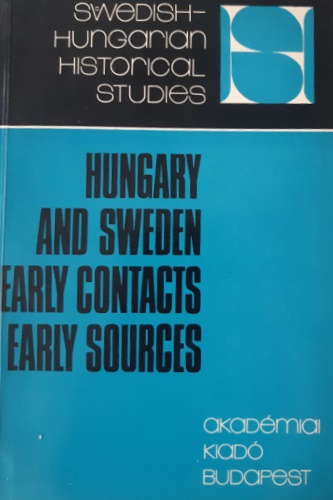 SWEDISH-
HUNGARIAN
HISTORICAL
STUDIES
HUNGARY
AND SWEDEN
EARLY CONTACTS
EARLY SOURCES
AKADÉMIAI
KIADÓ
BUDAPEST